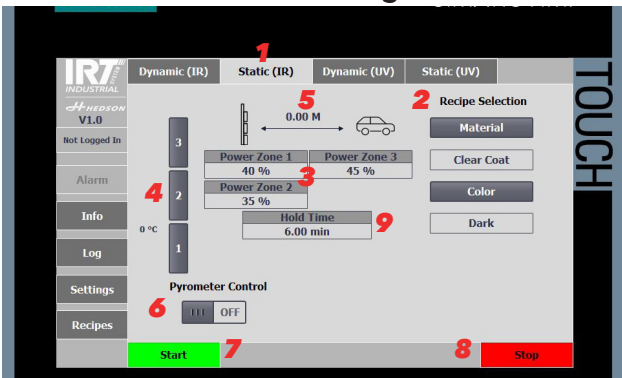 1
IRT SYSTEM
INDUSTRIAL
HEDSON
V1.0
Not Logged In
Alarm
Info
Log
Settings
Recipes
Dynamic (IR)
Static (IR)
Dynamic (UV)
Static (UV)
5
0.00 M
2
Recipe Selection
Material
Clear Coat
Color
Dark
4
3
2
1
0 °C
Power Zone 1
40 %
Power Zone 3
45 %
3
Power Zone 2
35 %
Hold Time
6.00 min
9
Pyrometer Control
6
OFF
Start
7
8
Stop
TOUCH